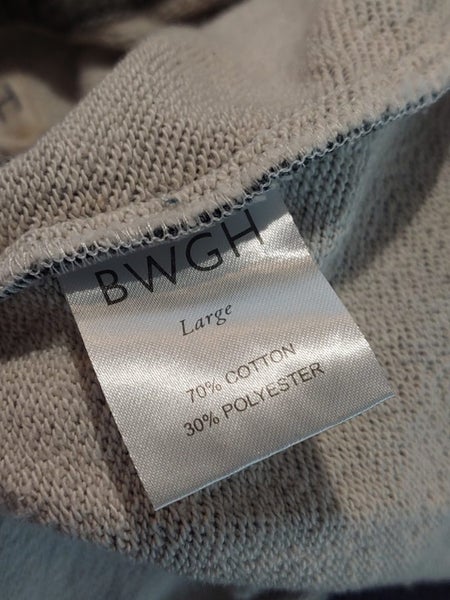 BWGH
Large
70% COTTON
30% POLYESTER